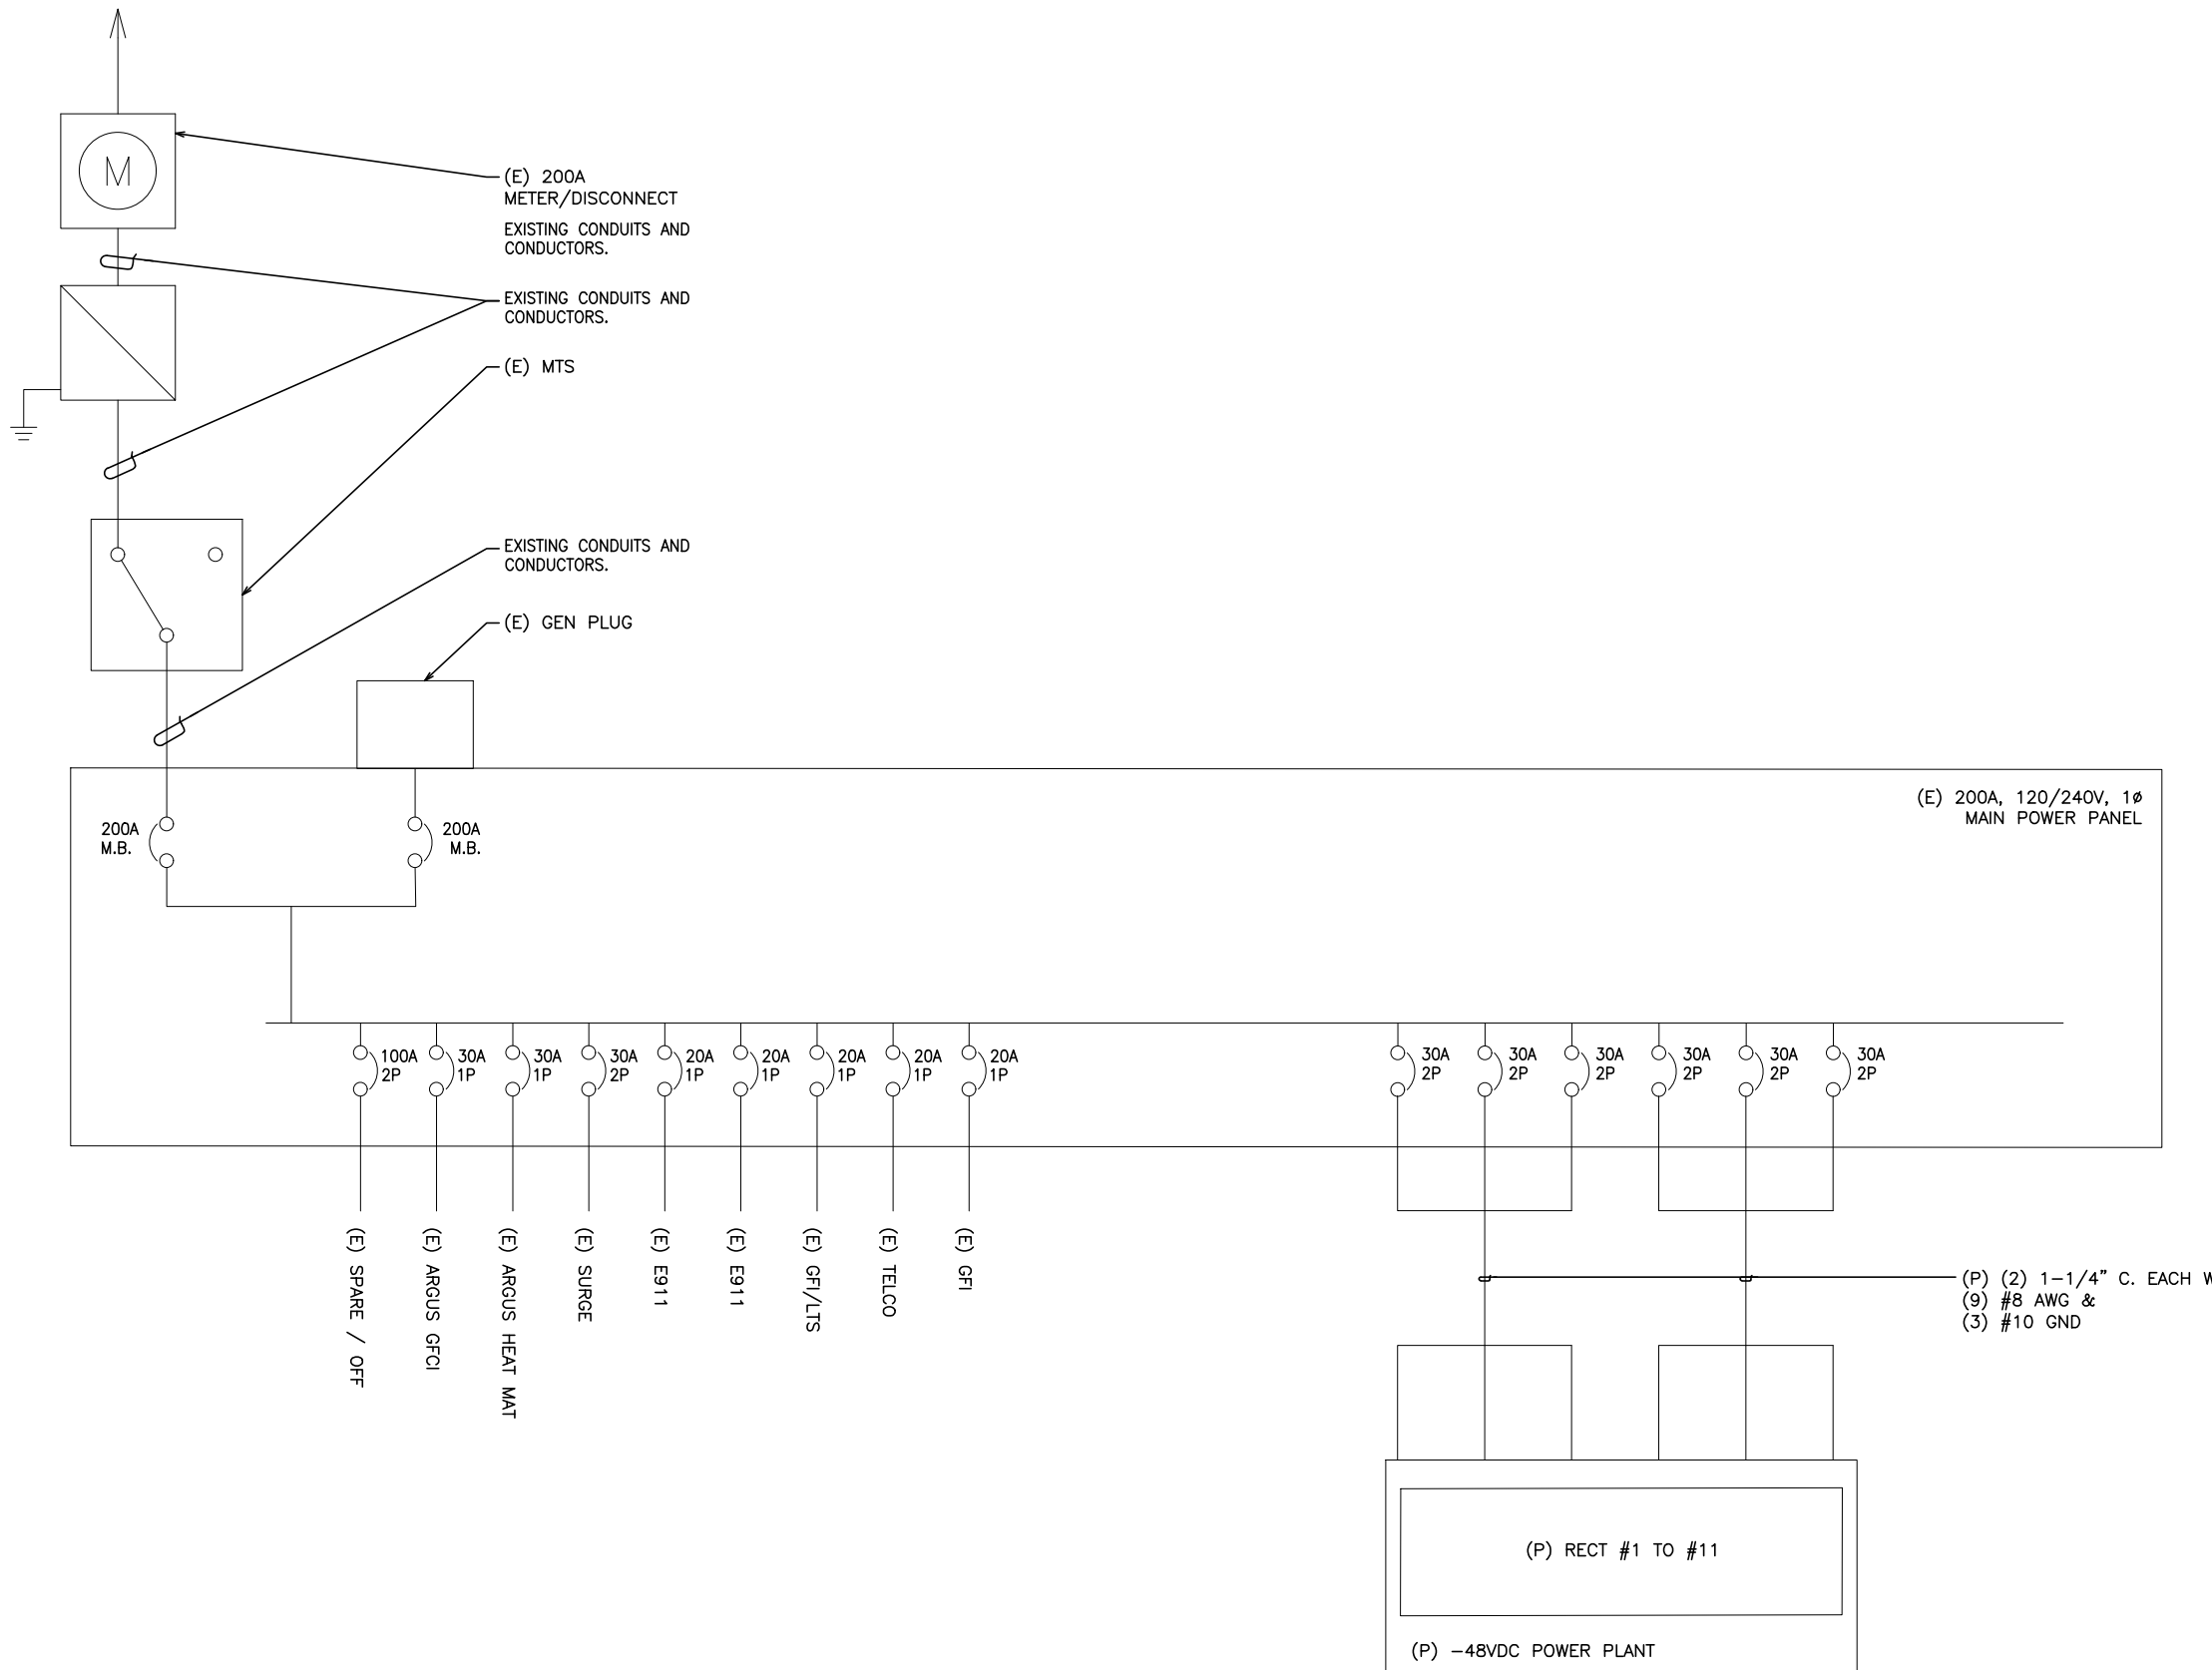 M
(E) 200A
METER/DISCONNECT
EXISTING CONDUITS AND
CONDUCTORS.
EXISTING CONDUITS AND
CONDUCTORS.
(E) MTS
EXISTING CONDUITS AND
CONDUCTORS.
(E) GEN PLUG
(E) 200A, 120/240V, 1ø
MAIN POWER PANEL
200A
M.B.
200A
M.B.
100A
2P
30A
1P
30A
1P
30A
2P
20A
1P
20A
1P
20A
1P
20A
1P
20A
1P
30A
2P
30A
2P
30A
2P
30A
2P
30A
2P
30A
2P
(E) SPARE / OFF
(E) ARGUS GFCI
(E) ARGUS HEAT MAT
(E) SURGE
(E) E911
(E) E911
(E) GFI/LTS
(E) TELCO
(E) GFI
(P) (2) 1-1/4" C. EACH
(9) #8 AWG &
(3) #10 GND
(P) RECT #1 TO #11
(P) -48VDC POWER PLANT